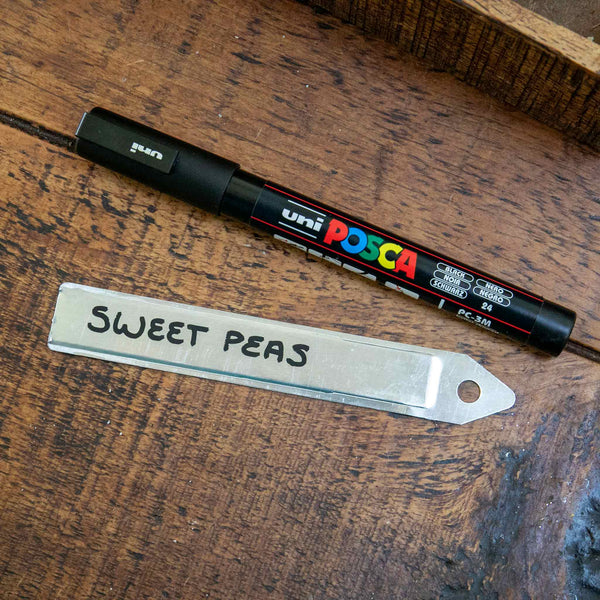 uni
uni POSCA
BLACK
NOIR
SCHWARZ
NERO
NEGRO
24
PC-3M
SWEET PEAS